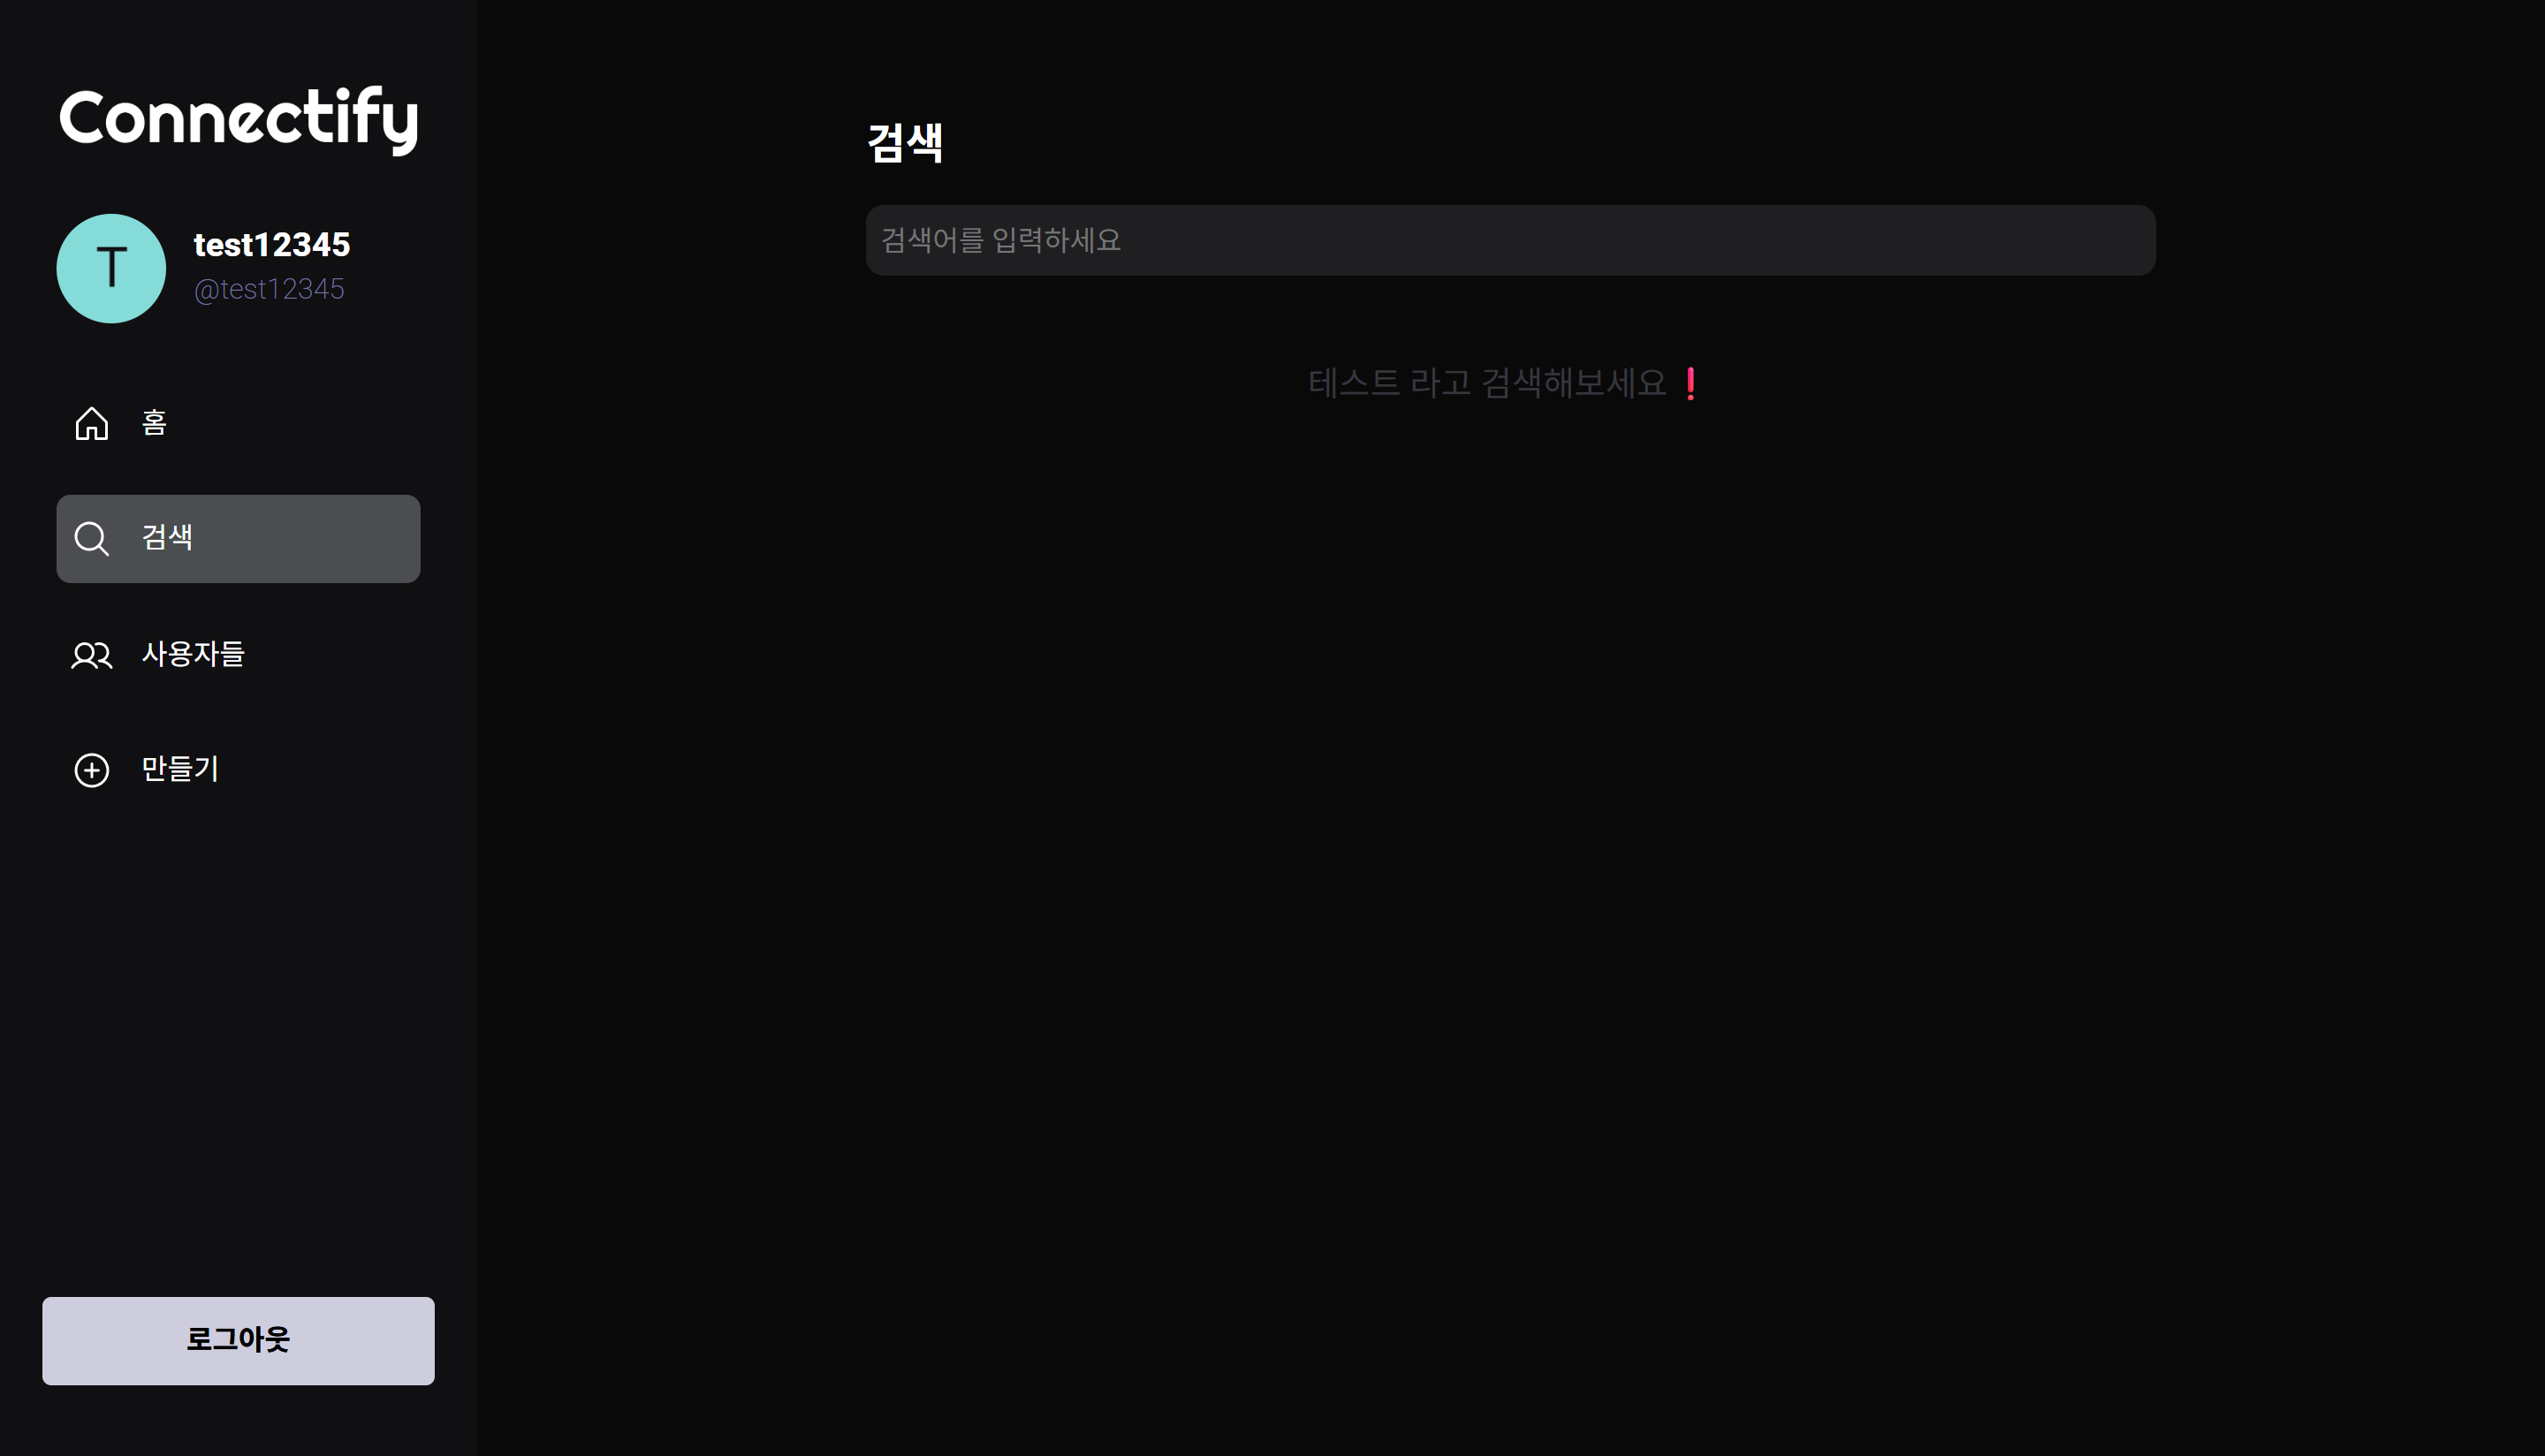 Connectify
T
test12345
@test12345
홈
검색
사용자들
만들기
로그아웃
검색
검색어를 입력하세요
테스트 라고 검색해보세요❗